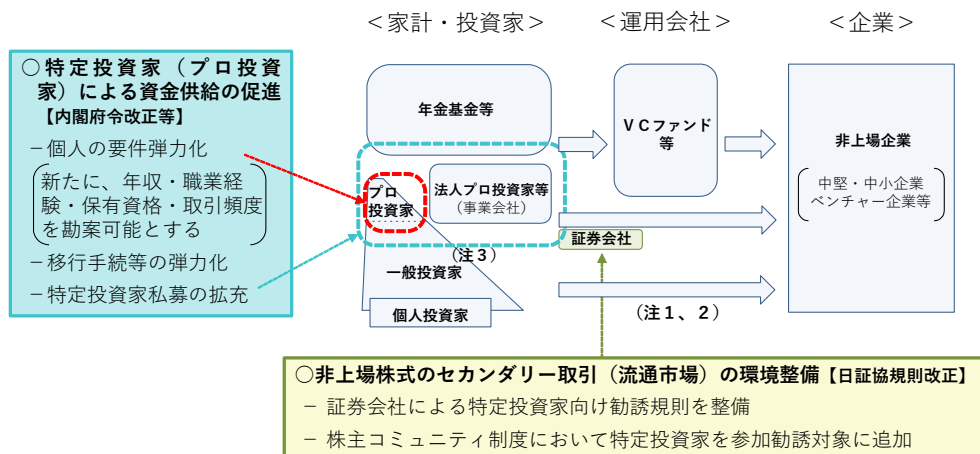 <家計・投資家>
<運用会社>
<企業>
○特定投資家（プロ投資
家）による資金供給の促進
【内閣府令改正等】
－個人の要件弾力化
新たに、年収・職業経
験・保有資格・取引頻度
を勘案可能とする
－移行手続等の弾力化
－特定投資家私募の拡充
年金基金等
プロ
投資家
法人プロ投資家等
（事業会社）
（注３）
一般投資家
個人投資家
ＶＣファンド
等
証券会社
（注１、２）
非上場企業
中堅・中小企業
ベンチャー企業等
○非上場株式のセカンダリー取引（流通市場）の環境整備【日証協規則改正】
－ 証券会社による特定投資家向け勧誘規則を整備
－ 株主コミュニティ制度において特定投資家を参加勧誘対象に追加